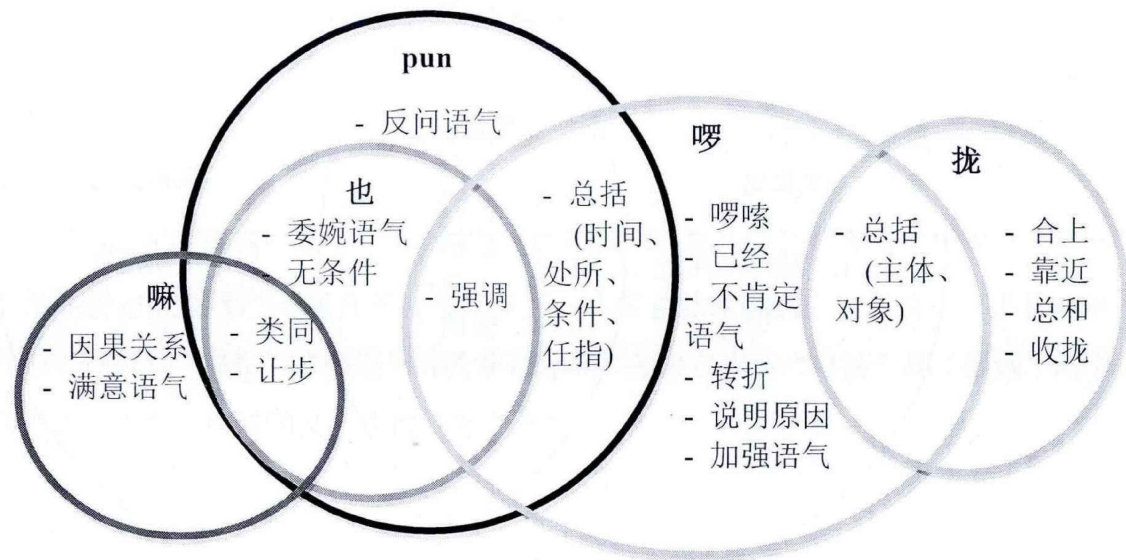 pun
- 反问语气
也
- 委婉语气
- 无条件
嘛
- 因果关系
- 满意语气
- 类同
让步
- 强调
- 总括
(时间、
处所、
条件、
任指)
啰
- 啰嗦
- 已经
- 不肯定
语气
- 转折
- 说明原因
- 加强语气
- 总括
(主体、
对象)
拢
- 合上
- 靠近
- 总和
- 收拢